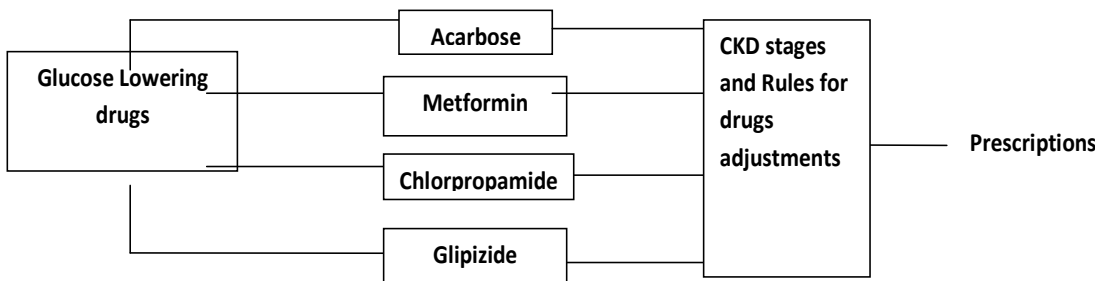 Glucose Lowering
drugs
Acarbose
Metformin
Chlorpropamide
Glipizide
CKD stages
and Rules for
drugs
adjustments
Prescriptions